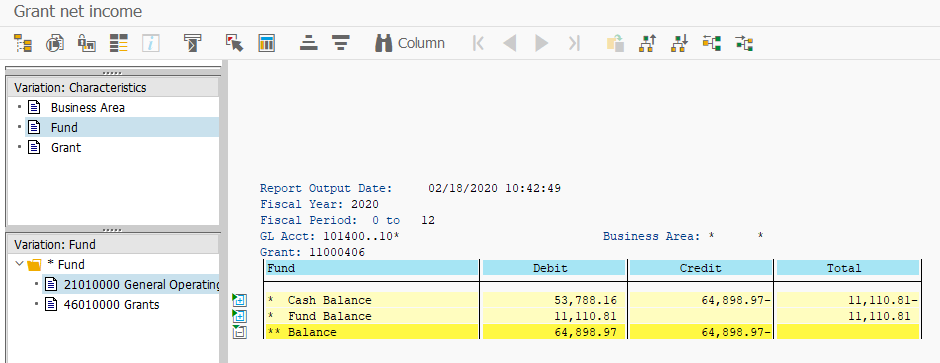 Grant net income
Column
Variation: Characteristics
Business Area
Fund
Grant
Variation: Fund
* Fund
21010000 General Operating
46010000 Grants
Report Output Date: 02/18/2020 10:42:49
Fiscal Year: 2020
Fiscal Period: 0 to 12
GL Acct: 101400..10* Business Area: * *
Grant: 11000406
Fund Debit Credit Total
* Cash Balance 53,788.16 64,898.97- 11,110.81-
* Fund Balance 11,110.81 11,110.81
** Balance 64,898.97 64,898.97-